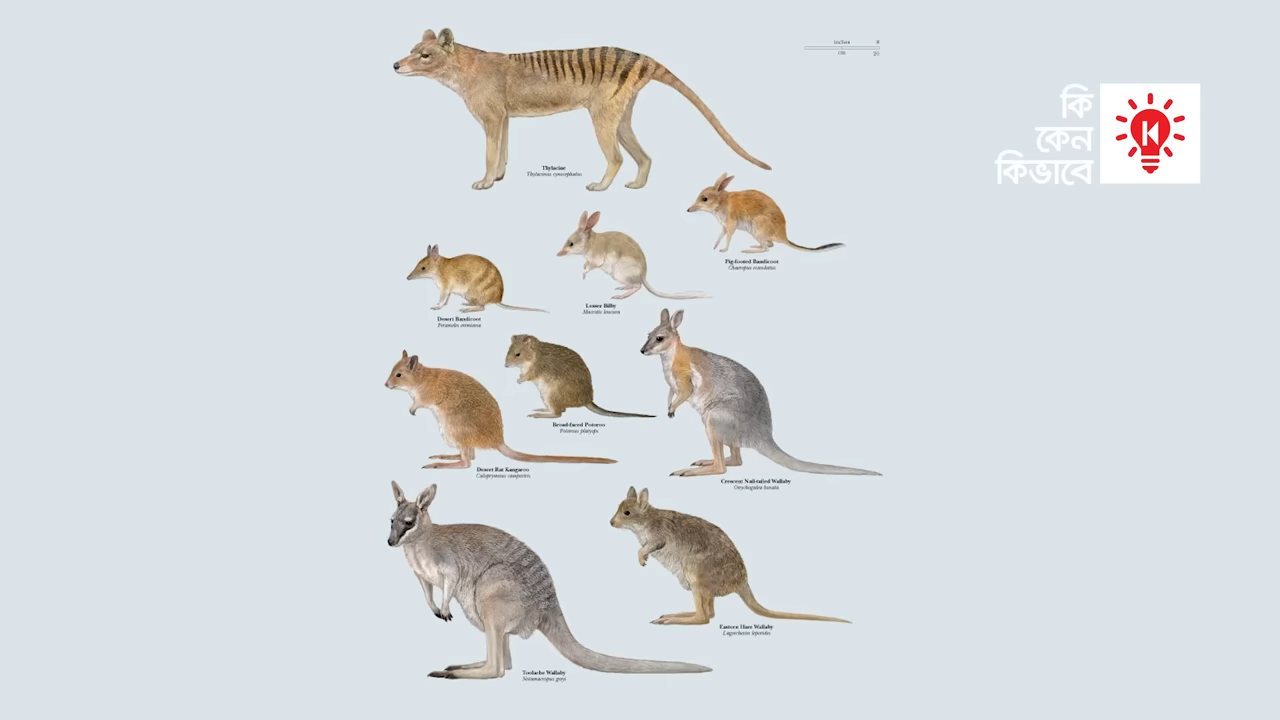 কি
কেন
কিভাবে
K
Thylacine
Thylacinus cynocephalus
Pig-footed Bandicoot
Chaeropus ecaudatus
Lesser Bilby
Macrotis leucura
Desert Bandicoot
Perameles eremiana
Broad-faced Potoroo
Potorous platyops
Desert Rat Kangaroo
Caloprymnus campestris
Crescent Nail-tailed Wallaby
Onychogalea lunata
Eastern Hare Wallaby
Lagorchestes leporides
Toolache Wallaby
Notamacropus greyi